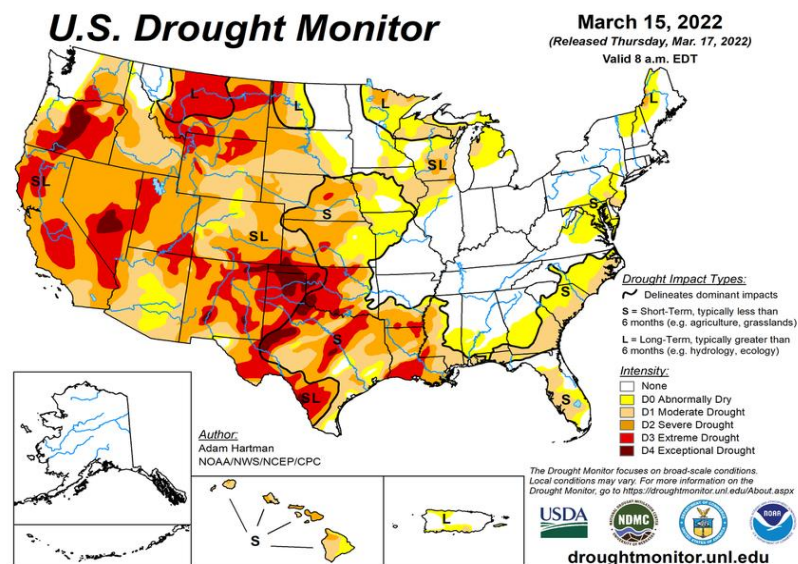 U.S. Drought Monitor
March 15, 2022
(Released Thursday, Mar. 17, 2022)
Valid 8 a.m. EDT
L
L
L
L
SL
SL
S
SL
S
S
S
SL
S
Drought Impact Types:
Delineates dominant impacts
S = Short-Term, typically less than
6 months (e.g. agriculture, grasslands)
L = Long-Term, typically greater than
6 months (e.g. hydrology, ecology)
Intensity:
None
D0 Abnormally Dry
D1 Moderate Drought
D2 Severe Drought
D3 Extreme Drought
D4 Exceptional Drought
Author:
Adam Hartman
NOAA/NWS/NCEP/CPC
S
L
The Drought Monitor focuses on broad-scale conditions.
Local conditions may vary. For more information on the
Drought Monitor, go to https://droughtmonitor.unl.edu/About.aspx
USDA
NDMC
NOAA
droughtmonitor.unl.edu